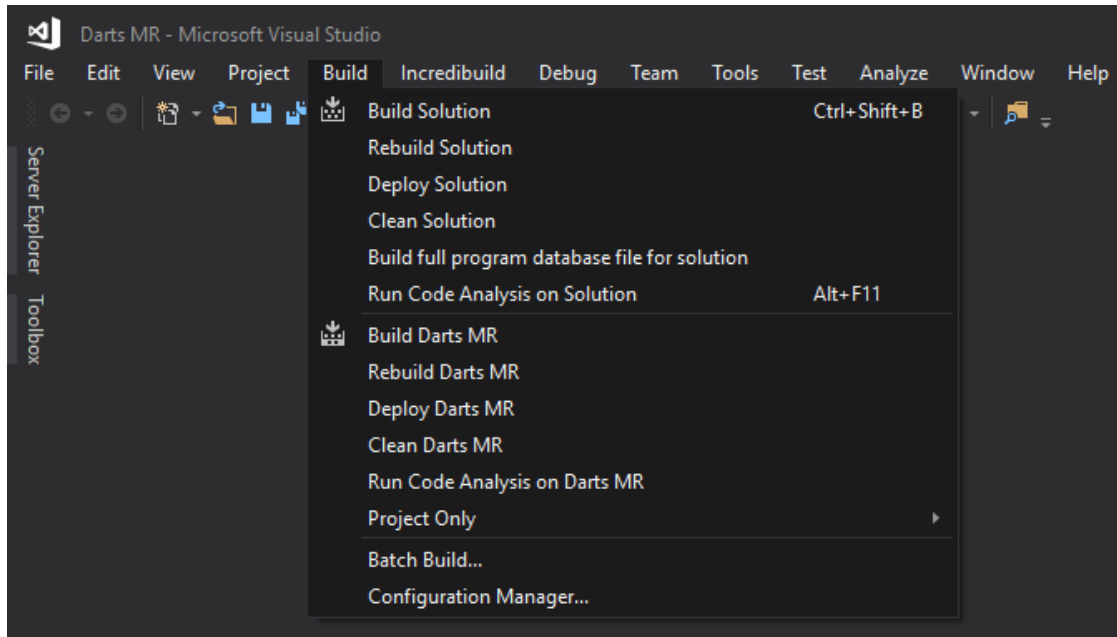 Darts MR - Microsoft Visual Studio
File Edit View Project Build Incredibuild Debug Team Tools Test Analyze Window Help
Server Explorer
Toolbox
Build Solution Ctrl+Shift+B
Rebuild Solution
Deploy Solution
Clean Solution
Build full program database file for solution
Run Code Analysis on Solution Alt+F11
Build Darts MR
Rebuild Darts MR
Deploy Darts MR
Clean Darts MR
Run Code Analysis on Darts MR
Project Only
Batch Build...
Configuration Manager...